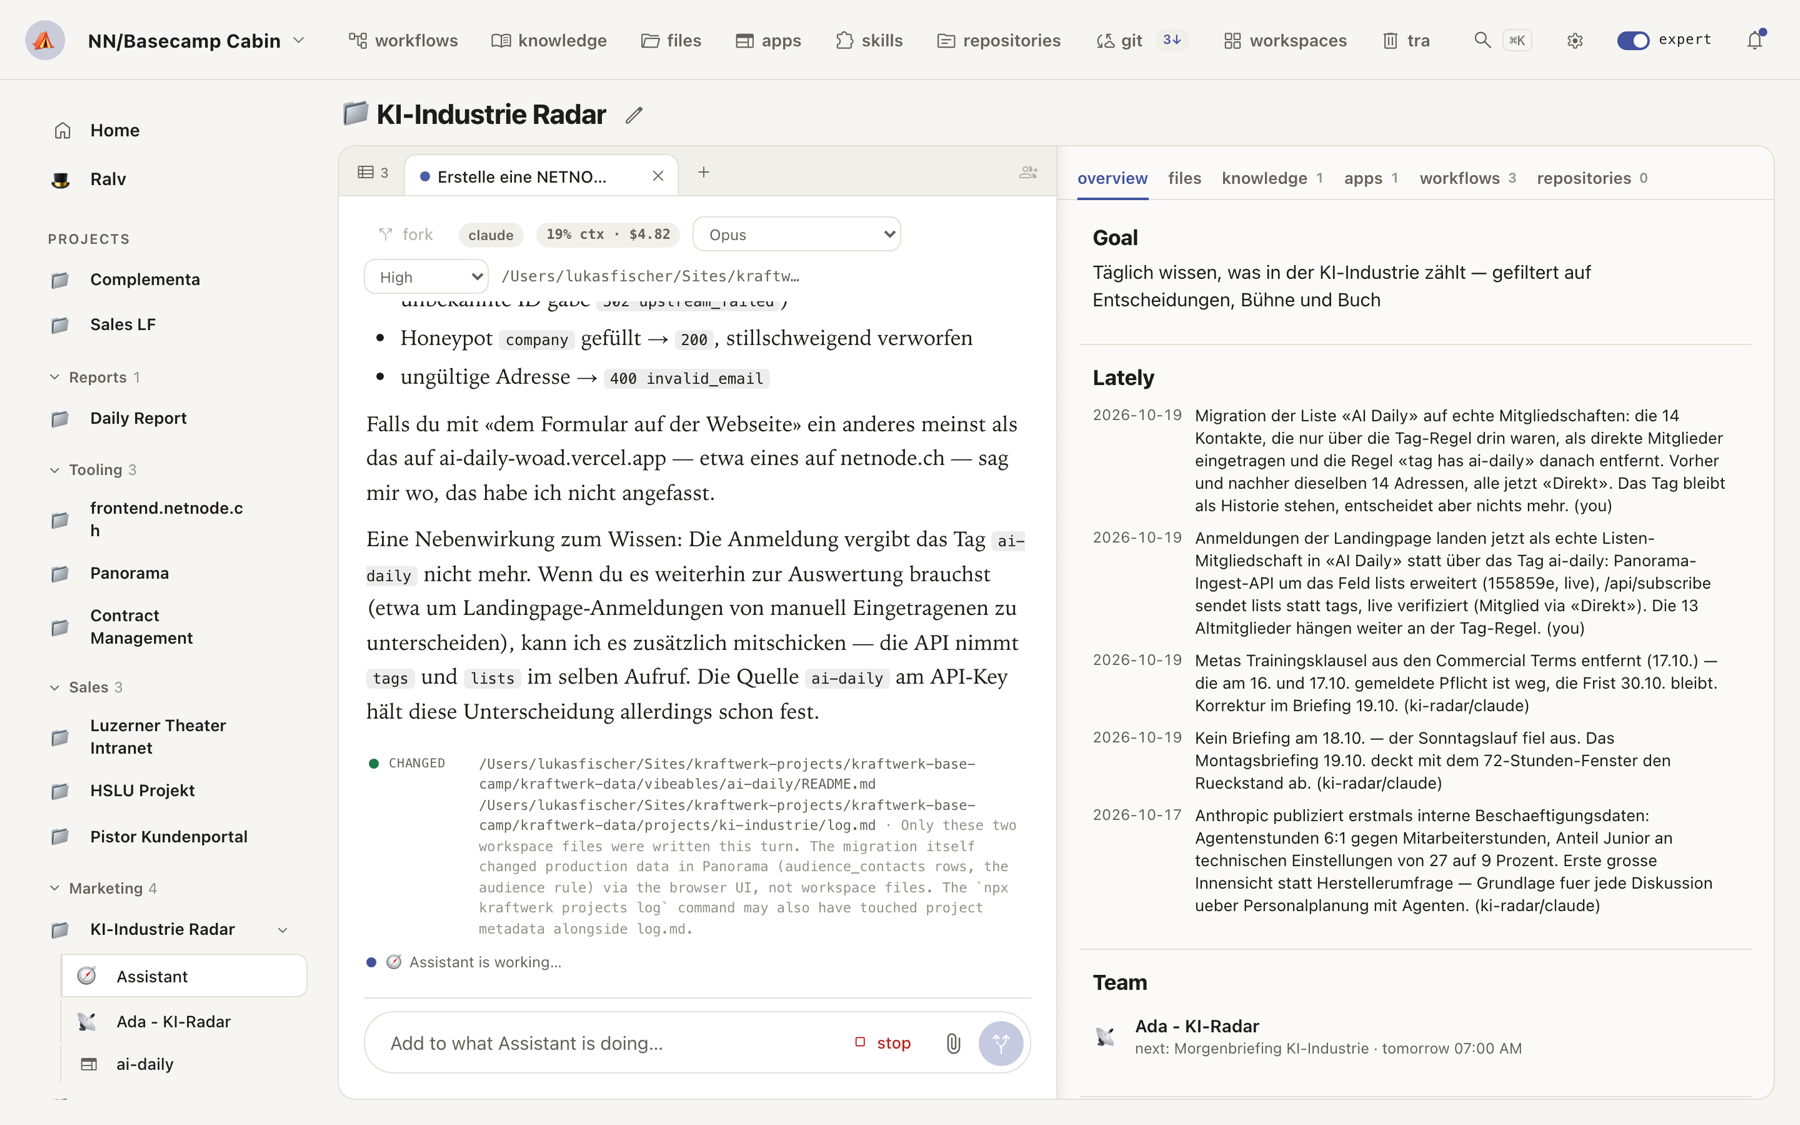 NN/Basecamp Cabin
workflows
knowledge
files
apps
skills
repositories
git 3↓
workspaces
tra
⌘K
expert
Home
Ralv
PROJECTS
Complementa
Sales LF
Reports 1
Daily Report
Tooling 3
frontend.netnode.c
h
Panorama
Contract
Management
Sales 3
Luzerner Theater
Intranet
HSLU Projekt
Pistor Kundenportal
Marketing 4
KI-Industrie Radar
Assistant
Ada - KI-Radar
ai-daily
KI-Industrie Radar
3
Erstelle eine NETNO...
fork
claude
19% ctx · $4.82
Opus
High
/Users/lukasfischer/Sites/kraftw…
unbekannte ID gäbe 502 upstream_failed)
• Honeypot company gefüllt → 200, stillschweigend verworfen
• ungültige Adresse → 400 invalid_email
Falls du mit «dem Formular auf der Webseite» ein anderes meinst als
das auf ai-daily-woad.vercel.app — etwa eines auf netnode.ch — sag
mir wo, das habe ich nicht angefasst.
Eine Nebenwirkung zum Wissen: Die Anmeldung vergibt das Tag ai-
daily nicht mehr. Wenn du es weiterhin zur Auswertung brauchst
(etwa um Landingpage-Anmeldungen von manuell Eingetragenen zu
unterscheiden), kann ich es zusätzlich mitschicken — die API nimmt
tags und lists im selben Aufruf. Die Quelle ai-daily am API-Key
hält diese Unterscheidung allerdings schon fest.
CHANGED
/Users/lukasfischer/Sites/kraftwerk-projects/kraftwerk-base-
camp/kraftwerk-data/vibeables/ai-daily/README.md
/Users/lukasfischer/Sites/kraftwerk-projects/kraftwerk-base-
camp/kraftwerk-data/projects/ki-industrie/log.md · Only these two
workspace files were written this turn. The migration itself
changed production data in Panorama (audience_contacts rows, the
audience rule) via the browser UI, not workspace files. The `npx
kraftwerk projects log` command may also have touched project
metadata alongside log.md.
Assistant is working...
Add to what Assistant is doing...
stop
overview
files
knowledge 1
apps 1
workflows 3
repositories 0
Goal
Täglich wissen, was in der KI-Industrie zählt — gefiltert auf
Entscheidungen, Bühne und Buch
Lately
2026-10-19 Migration der Liste «AI Daily» auf echte Mitgliedschaften: die 14
Kontakte, die nur über die Tag-Regel drin waren, als direkte Mitglieder
eingetragen und die Regel «tag has ai-daily» danach entfernt. Vorher
und nachher dieselben 14 Adressen, alle jetzt «Direkt». Das Tag bleibt
als Historie stehen, entscheidet aber nichts mehr. (you)
2026-10-19 Anmeldungen der Landingpage landen jetzt als echte Listen-
Mitgliedschaft in «AI Daily» statt über das Tag ai-daily: Panorama-
Ingest-API um das Feld lists erweitert (155859e, live), /api/subscribe
sendet lists statt tags, live verifiziert (Mitglied via «Direkt»). Die 13
Altmitglieder hängen weiter an der Tag-Regel. (you)
2026-10-19 Metas Trainingsklausel aus den Commercial Terms entfernt (17.10.) —
die am 16. und 17.10. gemeldete Pflicht ist weg, die Frist 30.10. bleibt.
Korrektur im Briefing 19.10. (ki-radar/claude)
2026-10-19 Kein Briefing am 18.10. — der Sonntagslauf fiel aus. Das
Montagsbriefing 19.10. deckt mit dem 72-Stunden-Fenster den
Rueckstand ab. (ki-radar/claude)
2026-10-17 Anthropic publiziert erstmals interne Beschaeftigungsdaten:
Agentenstunden 6:1 gegen Mitarbeiterstunden, Anteil Junior an
technischen Einstellungen von 27 auf 9 Prozent. Erste grosse
Innensicht statt Herstellerumfrage — Grundlage fuer jede Diskussion
ueber Personalplanung mit Agenten. (ki-radar/claude)
Team
Ada - KI-Radar
next: Morgenbriefing KI-Industrie · tomorrow 07:00 AM